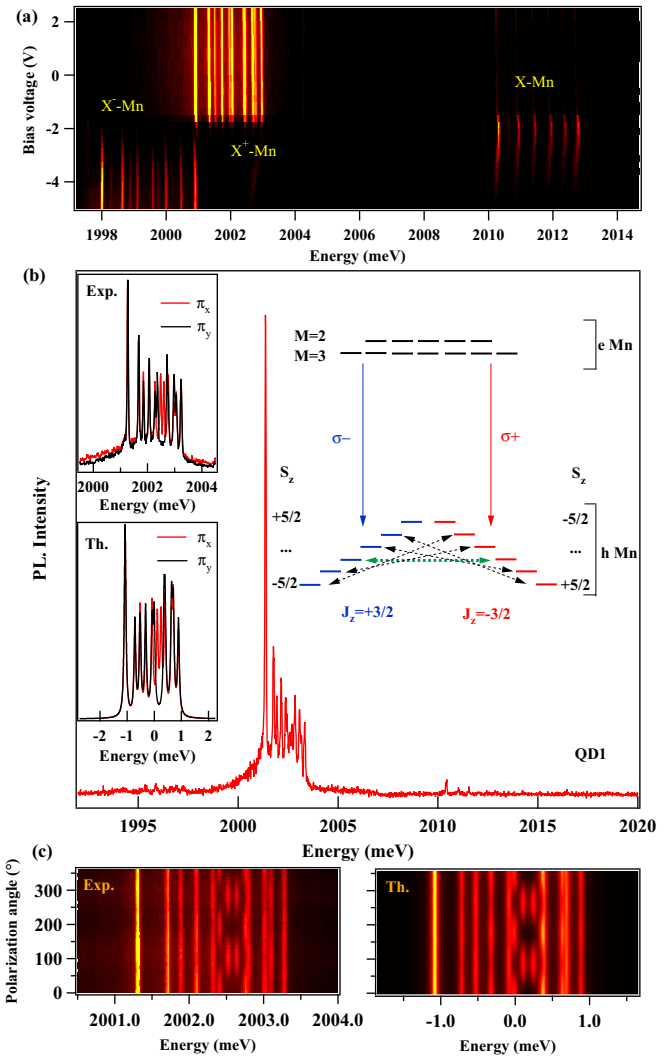 (a)
Bias voltage (V)
2
0
-2
-4
X⁻-Mn
X⁺-Mn
X-Mn
1998 2000 2002 2004 2006 2008 2010 2012 2014
Energy (meV)
(b)
PL. Intensity
Exp.
πx
πy
2000 2002 2004
Energy (meV)
Th.
πx
πy
-2 -1 0 1 2
Energy (meV)
M=2
M=3
e Mn
σ−
σ+
Sz
Sz
+5/2
-5/2
...
...
h Mn
-5/2
+5/2
Jz=+3/2
Jz=-3/2
QD1
1995 2000 2005 2010 2015 2020
Energy (meV)
(c)
Polarization angle (°)
300
200
100
0
Exp.
2001.0 2002.0 2003.0 2004.0
Energy (meV)
Th.
-1.0 0.0 1.0
Energy (meV)